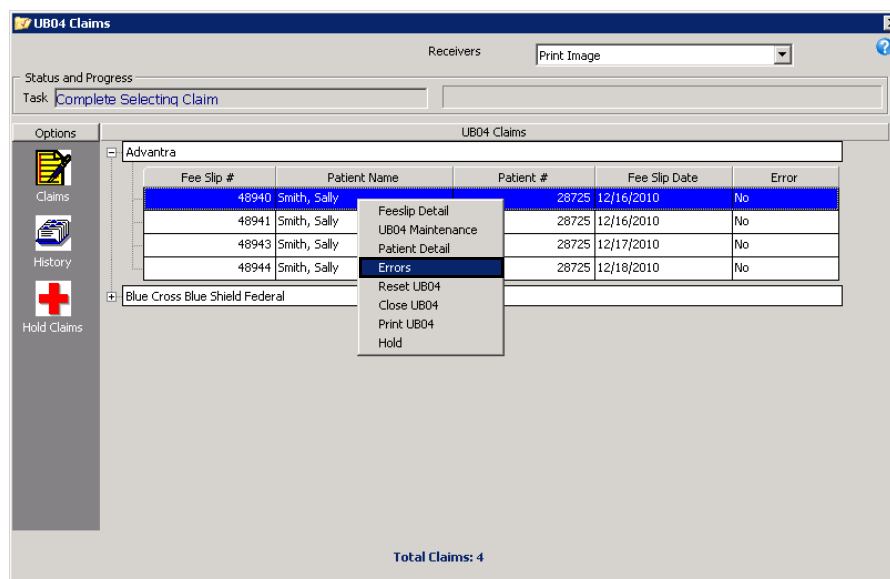 UB04 Claims
Receivers Print Image
Status and Progress
Task Complete Selecting Claim
Options UB04 Claims
Advantra
Fee Slip # Patient Name Patient # Fee Slip Date Error
48940 Smith, Sally 28725 12/16/2010 No
48941 Smith, Sally 28725 12/16/2010 No
48943 Smith, Sally 28725 12/17/2010 No
48944 Smith, Sally 28725 12/18/2010 No
Blue Cross Blue Shield Federal
Claims
History
Hold Claims
Feeslip Detail
UB04 Maintenance
Patient Detail
Errors
Reset UB04
Close UB04
Print UB04
Hold
Total Claims: 4